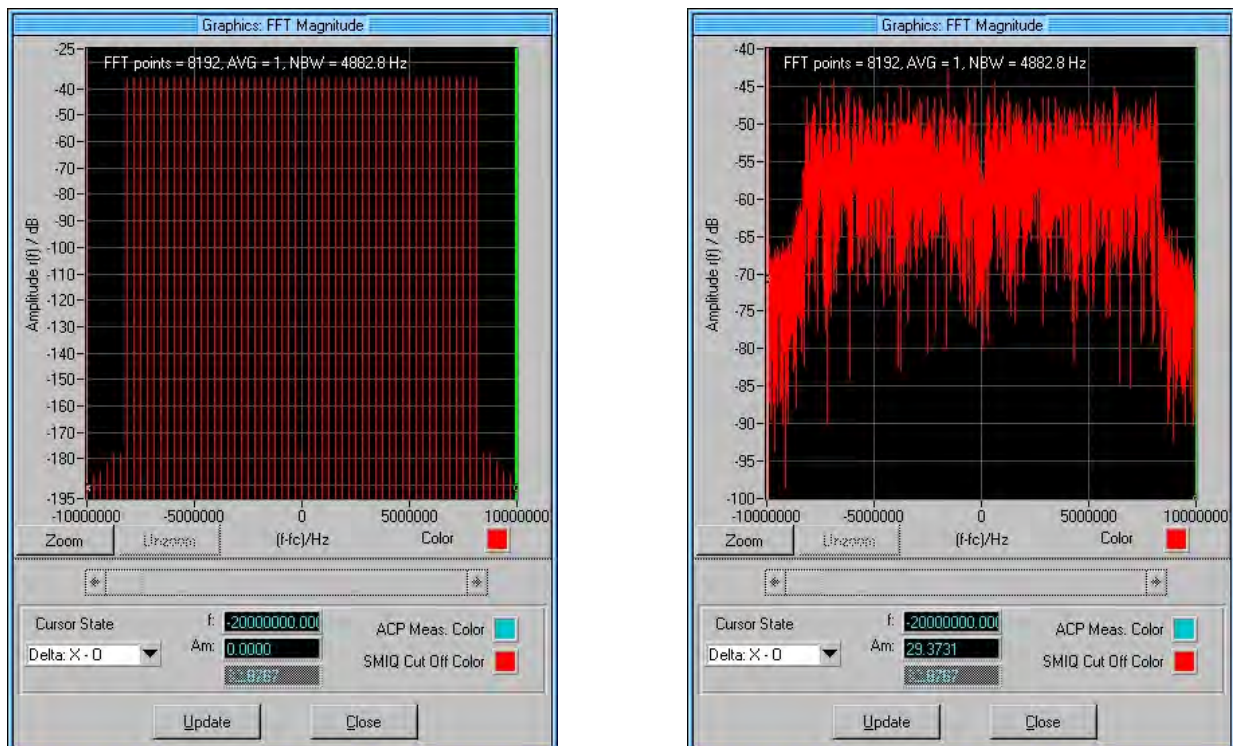 Graphics: FFT Magnitude
FFT points = 8192, AVG = 1, NBW = 4882.8 Hz
Amplitude r(f) / dB
-25
-40
-50
-60
-70
-80
-90
-100
-110
-120
-130
-140
-150
-160
-170
-180
-195
-10000000 -5000000 0 5000000 10000000
Zoom Unzoom (f-fc)/Hz Color
Cursor State
Delta: X - O
f: -20000000.000
Am: 0.0000
ACP Meas. Color
SMIQ Cut Off Color
Update Close
Graphics: FFT Magnitude
FFT points = 8192, AVG = 1, NBW = 4882.8 Hz
Amplitude r(f) / dB
-40
-45
-50
-55
-60
-65
-70
-75
-80
-85
-90
-95
-100
-10000000 -5000000 0 5000000 10000000
Zoom Unzoom (f-fc)/Hz Color
Cursor State
Delta: X - O
f: -20000000.000
Am: 29.3731
ACP Meas. Color
SMIQ Cut Off Color
Update Close